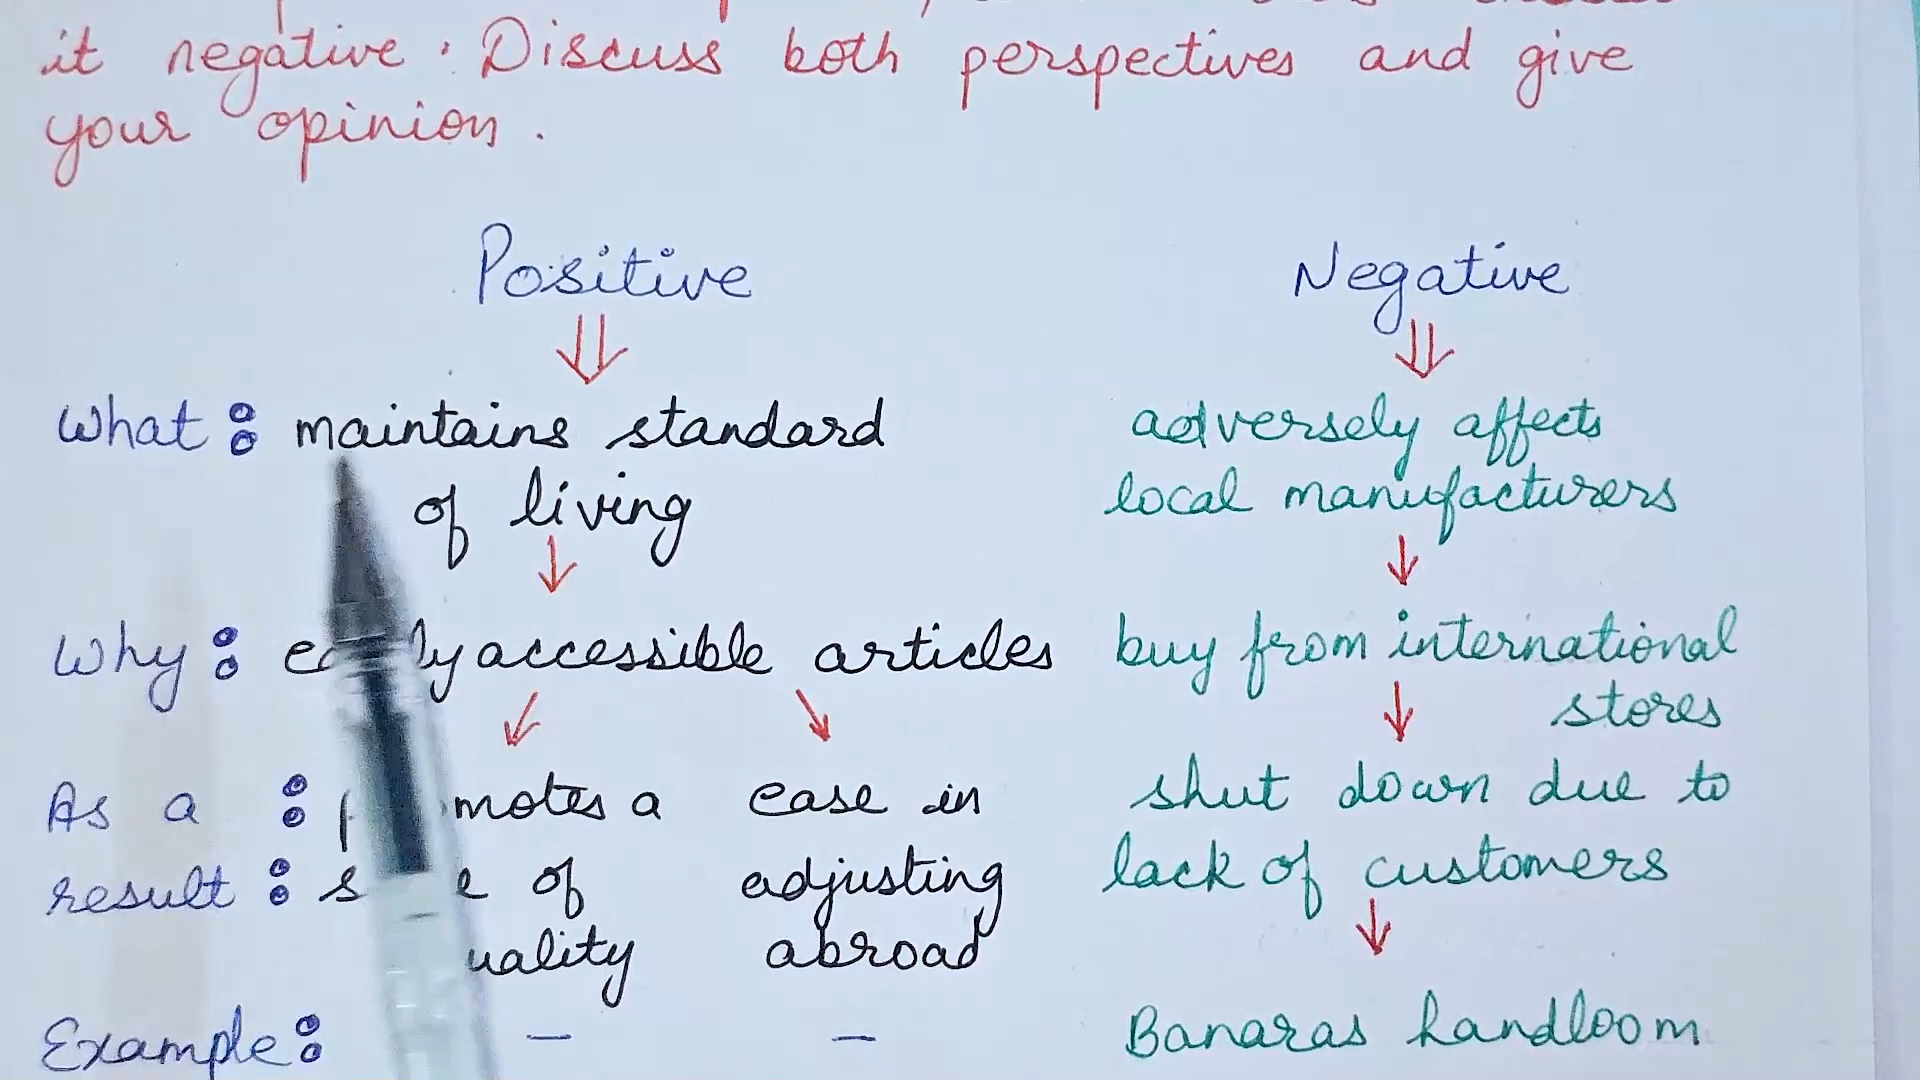 it negative. Discuss both perspectives and give
your opinion.
Positive Negative
What: maintains standard
of living
adversely affects
local manufacturers
Why: accessible articles
buy from international
stores
As a : a
result: of
ease in
adjusting
abroad
shut down due to
lack of customers
Example: - -
Banaras handloom